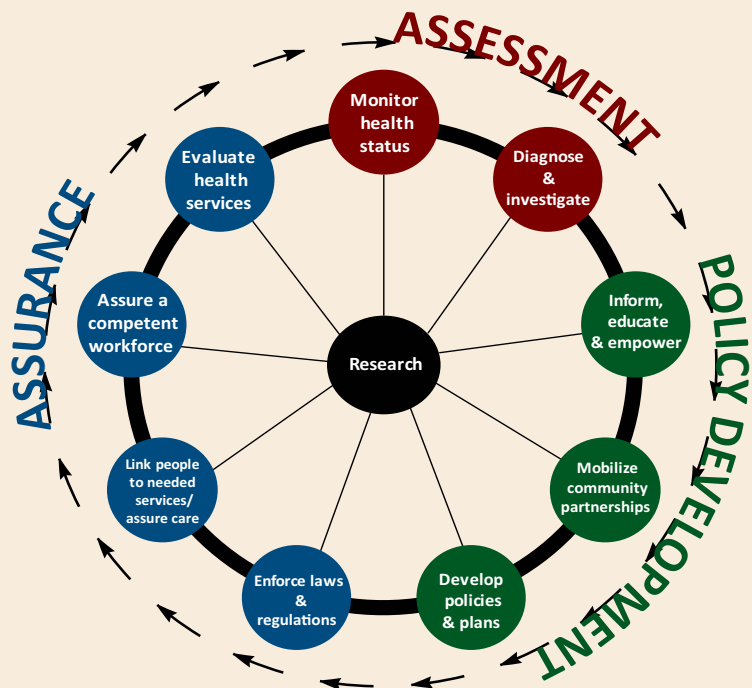 ASSESSMENT
Monitor
health
status
Diagnose
&
investigate
POLICY DEVELOPMENT
Inform,
educate
& empower
Mobilize
community
partnerships
Develop
policies
& plans
ASSURANCE
Enforce laws
&
regulations
Link people
to needed
services/
assure care
Assure a
competent
workforce
Evaluate
health
services
Research